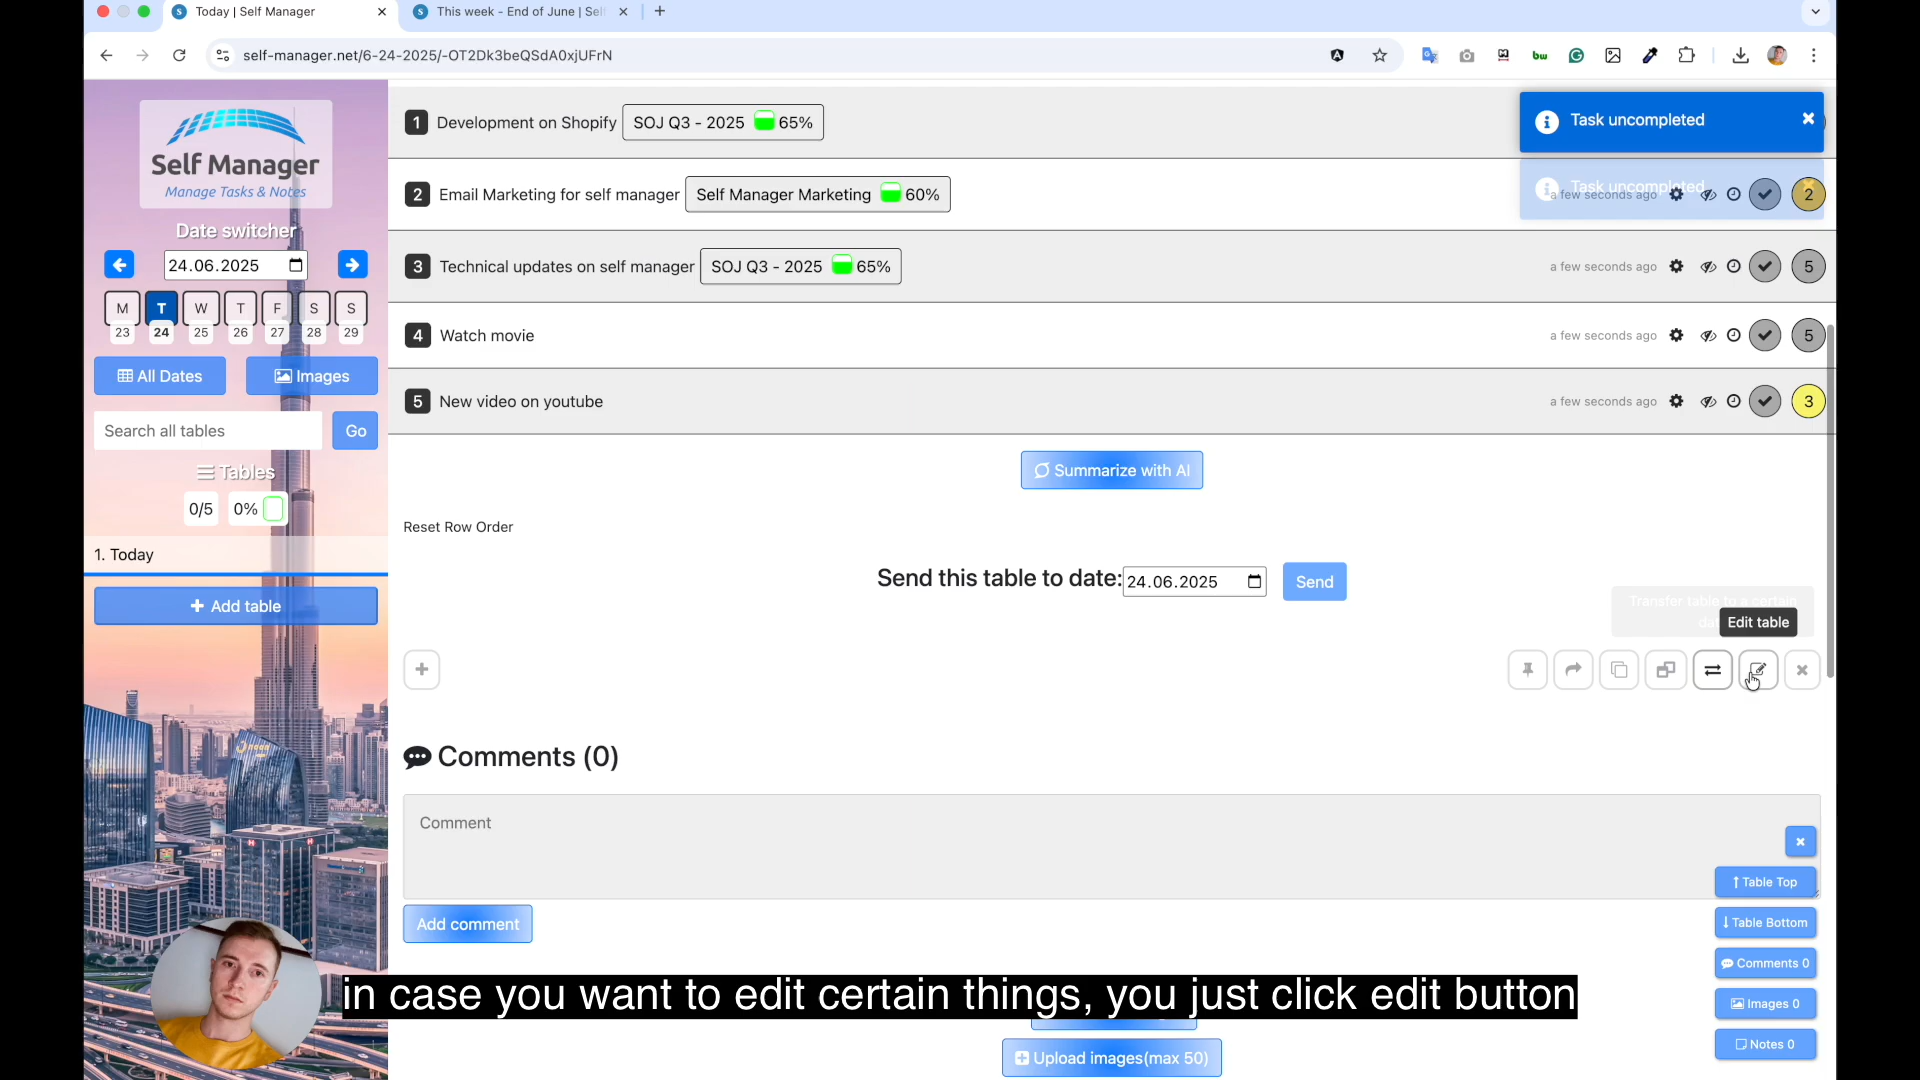 Today | Self Manager
This week - End of June | Self
self-manager.net/6-24-2025/-OT2Dk3beQSdA0xjUFrN
Self Manager
Manage Tasks & Notes
Date switcher
24.06.2025
M T W T F S S
23 24 25 26 27 28 29
All Dates
Images
Search all tables
Go
Tables
0/5
0%
1. Today
Add table
1 Development on Shopify SOJ Q3 - 2025 65%
Task uncompleted
2 Email Marketing for self manager Self Manager Marketing 60%
Task uncompleted
a few seconds ago 2
3 Technical updates on self manager SOJ Q3 - 2025 65% a few seconds ago 5
4 Watch movie a few seconds ago 5
5 New video on youtube a few seconds ago 3
Summarize with AI
Reset Row Order
Send this table to date: 24.06.2025 Send
Transfer table to a certain
Edit table
Comments (0)
Comment
Add comment
Table Top
Table Bottom
Comments 0
Images 0
Notes 0
in case you want to edit certain things, you just click edit button
Upload images(max 50)